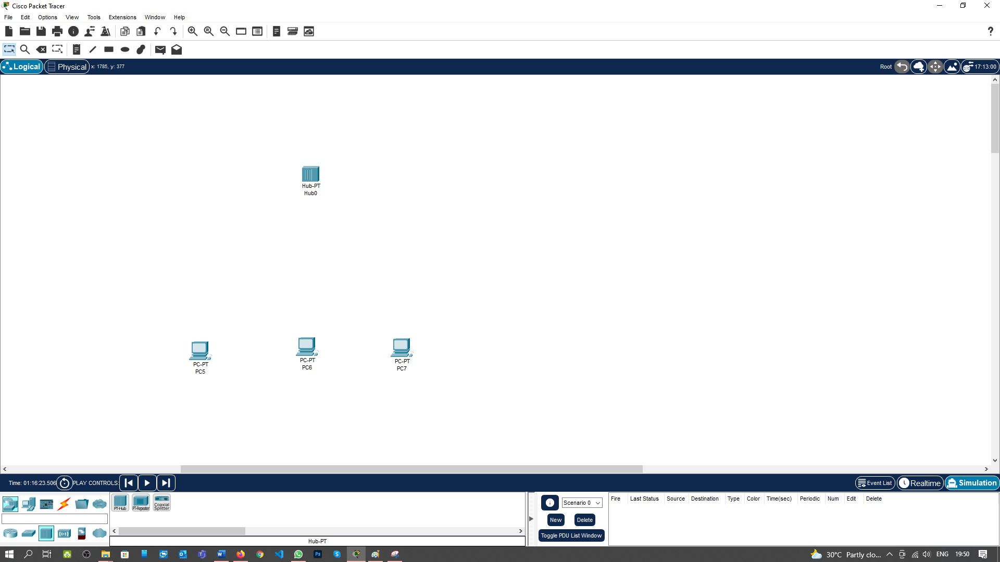 Cisco Packet Tracer
File Edit Options View Tools Extensions Window Help
Logical Physical x: 1785, y: 377 Root 17:13:00
Hub-PT
Hub0
PC-PT
PC5
PC-PT
PC6
PC-PT
PC7
Time: 01:16:23.506 PLAY CONTROLS: Event List Realtime Simulation
PT-Hub PT-Repeater Coaxial Splitter
Hub-PT
Scenario 0
New Delete
Toggle PDU List Window
Fire Last Status Source Destination Type Color Time(sec) Periodic Num Edit Delete
30°C Partly clo... ENG 19:50